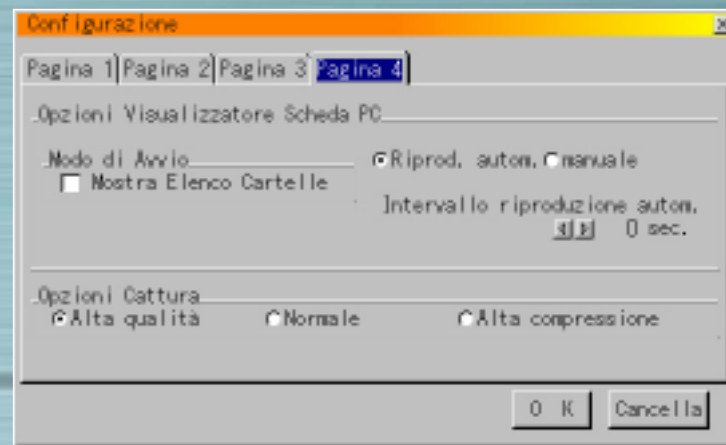 Configurazione
Pagina 1 Pagina 2 Pagina 3 Pagina 4
Opzioni Visualizzatore Scheda PC
Modo di Avvio
Riprod. autom. manuale
Mostra Elenco Cartelle
Intervallo riproduzione autom.
0 sec.
Opzioni Cattura
Alta qualità Normale Alta compressione
O K Cancella